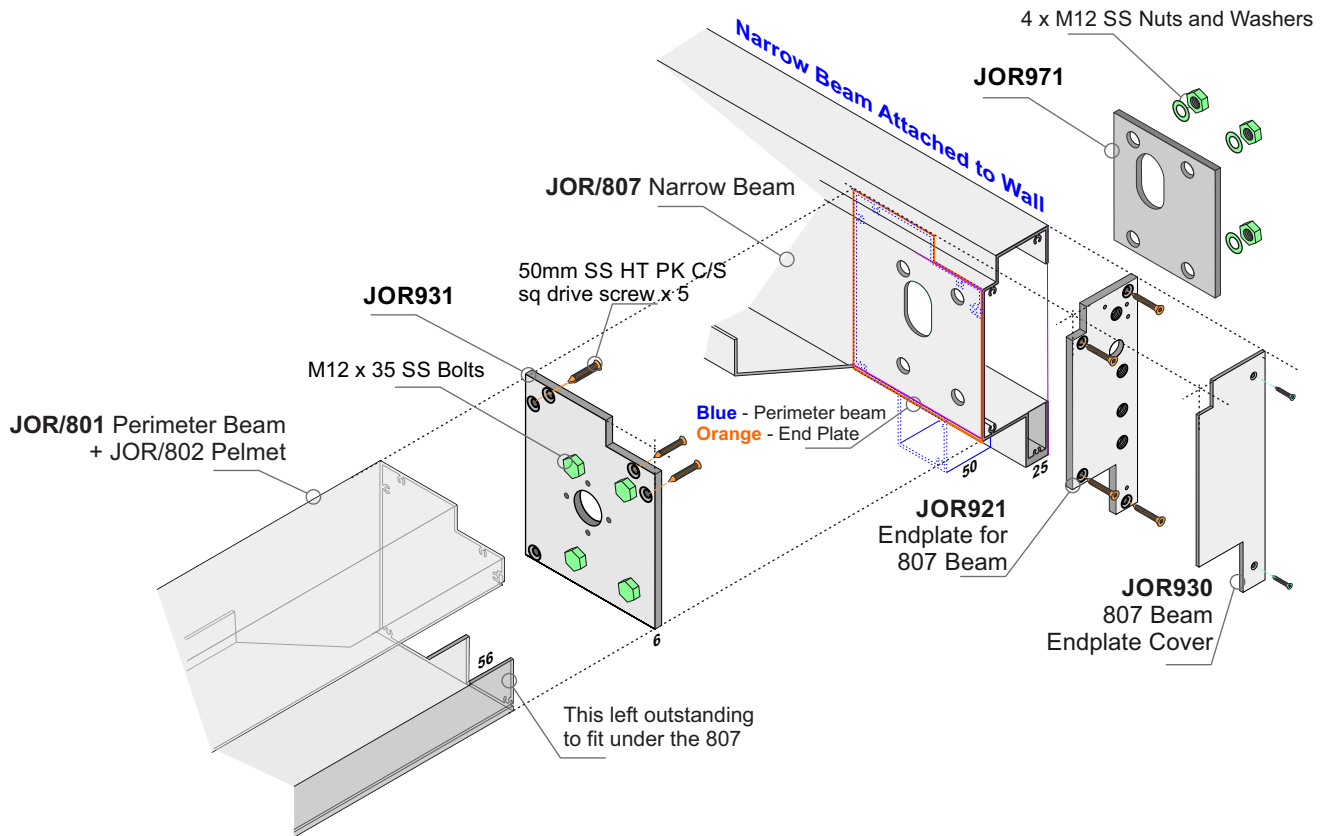 4 x M12 SS Nuts and Washers
Narrow Beam Attached to Wall
JOR971
JOR/807 Narrow Beam
50mm SS HT PK C/S
sq drive screw x 5
JOR931
M12 x 35 SS Bolts
JOR/801 Perimeter Beam
+ JOR/802 Pelmet
Blue - Perimeter beam
Orange - End Plate
50
25
JOR921
Endplate for
807 Beam
JOR930
807 Beam
Endplate Cover
6
56
This left outstanding
to fit under the 807